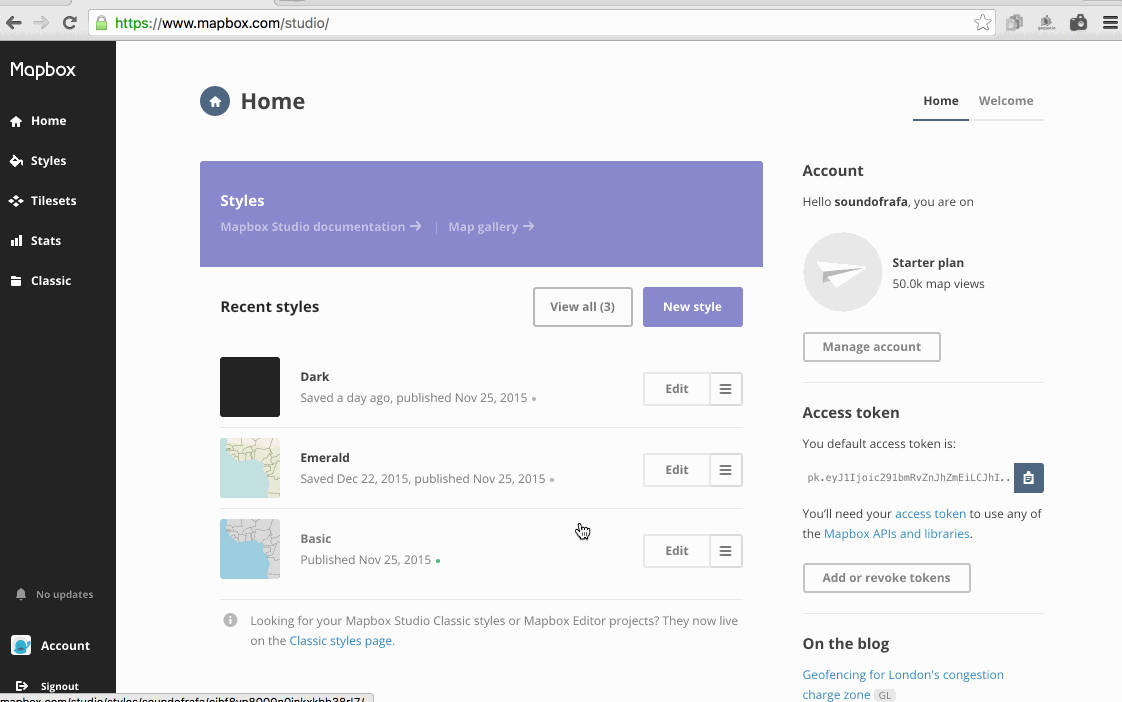 https://www.mapbox.com/studio/
Mapbox
Home
Styles
Tilesets
Stats
Classic
No updates
Account
Signout
Home
Home Welcome
Styles
Mapbox Studio documentation → | Map gallery →
Recent styles
View all (3)
New style
Dark
Saved a day ago, published Nov 25, 2015
Edit
Emerald
Saved Dec 22, 2015, published Nov 25, 2015
Edit
Basic
Published Nov 25, 2015
Edit
Looking for your Mapbox Studio Classic styles or Mapbox Editor projects? They now live
on the Classic styles page.
Account
Hello soundofrafa, you are on
Starter plan
50.0k map views
Manage account
Access token
You default access token is:
pk.eyJ1Ijoic291bmRvZnJhZmEiLCJhI..
You'll need your access token to use any of
the Mapbox APIs and libraries.
Add or revoke tokens
On the blog
Geofencing for London's congestion
charge zone GL